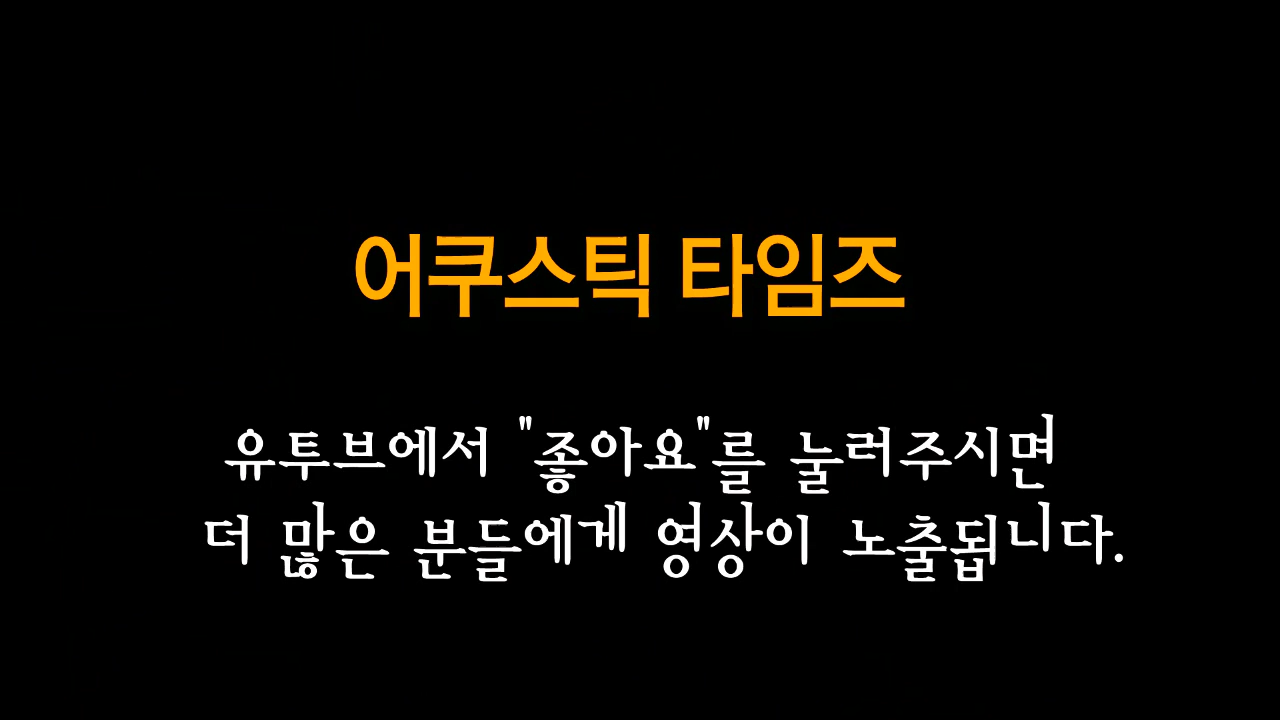 어쿠스틱 타임즈
유투브에서 "좋아요"를 눌러주시면
더 많은 분들에게 영상이 노출됩니다.